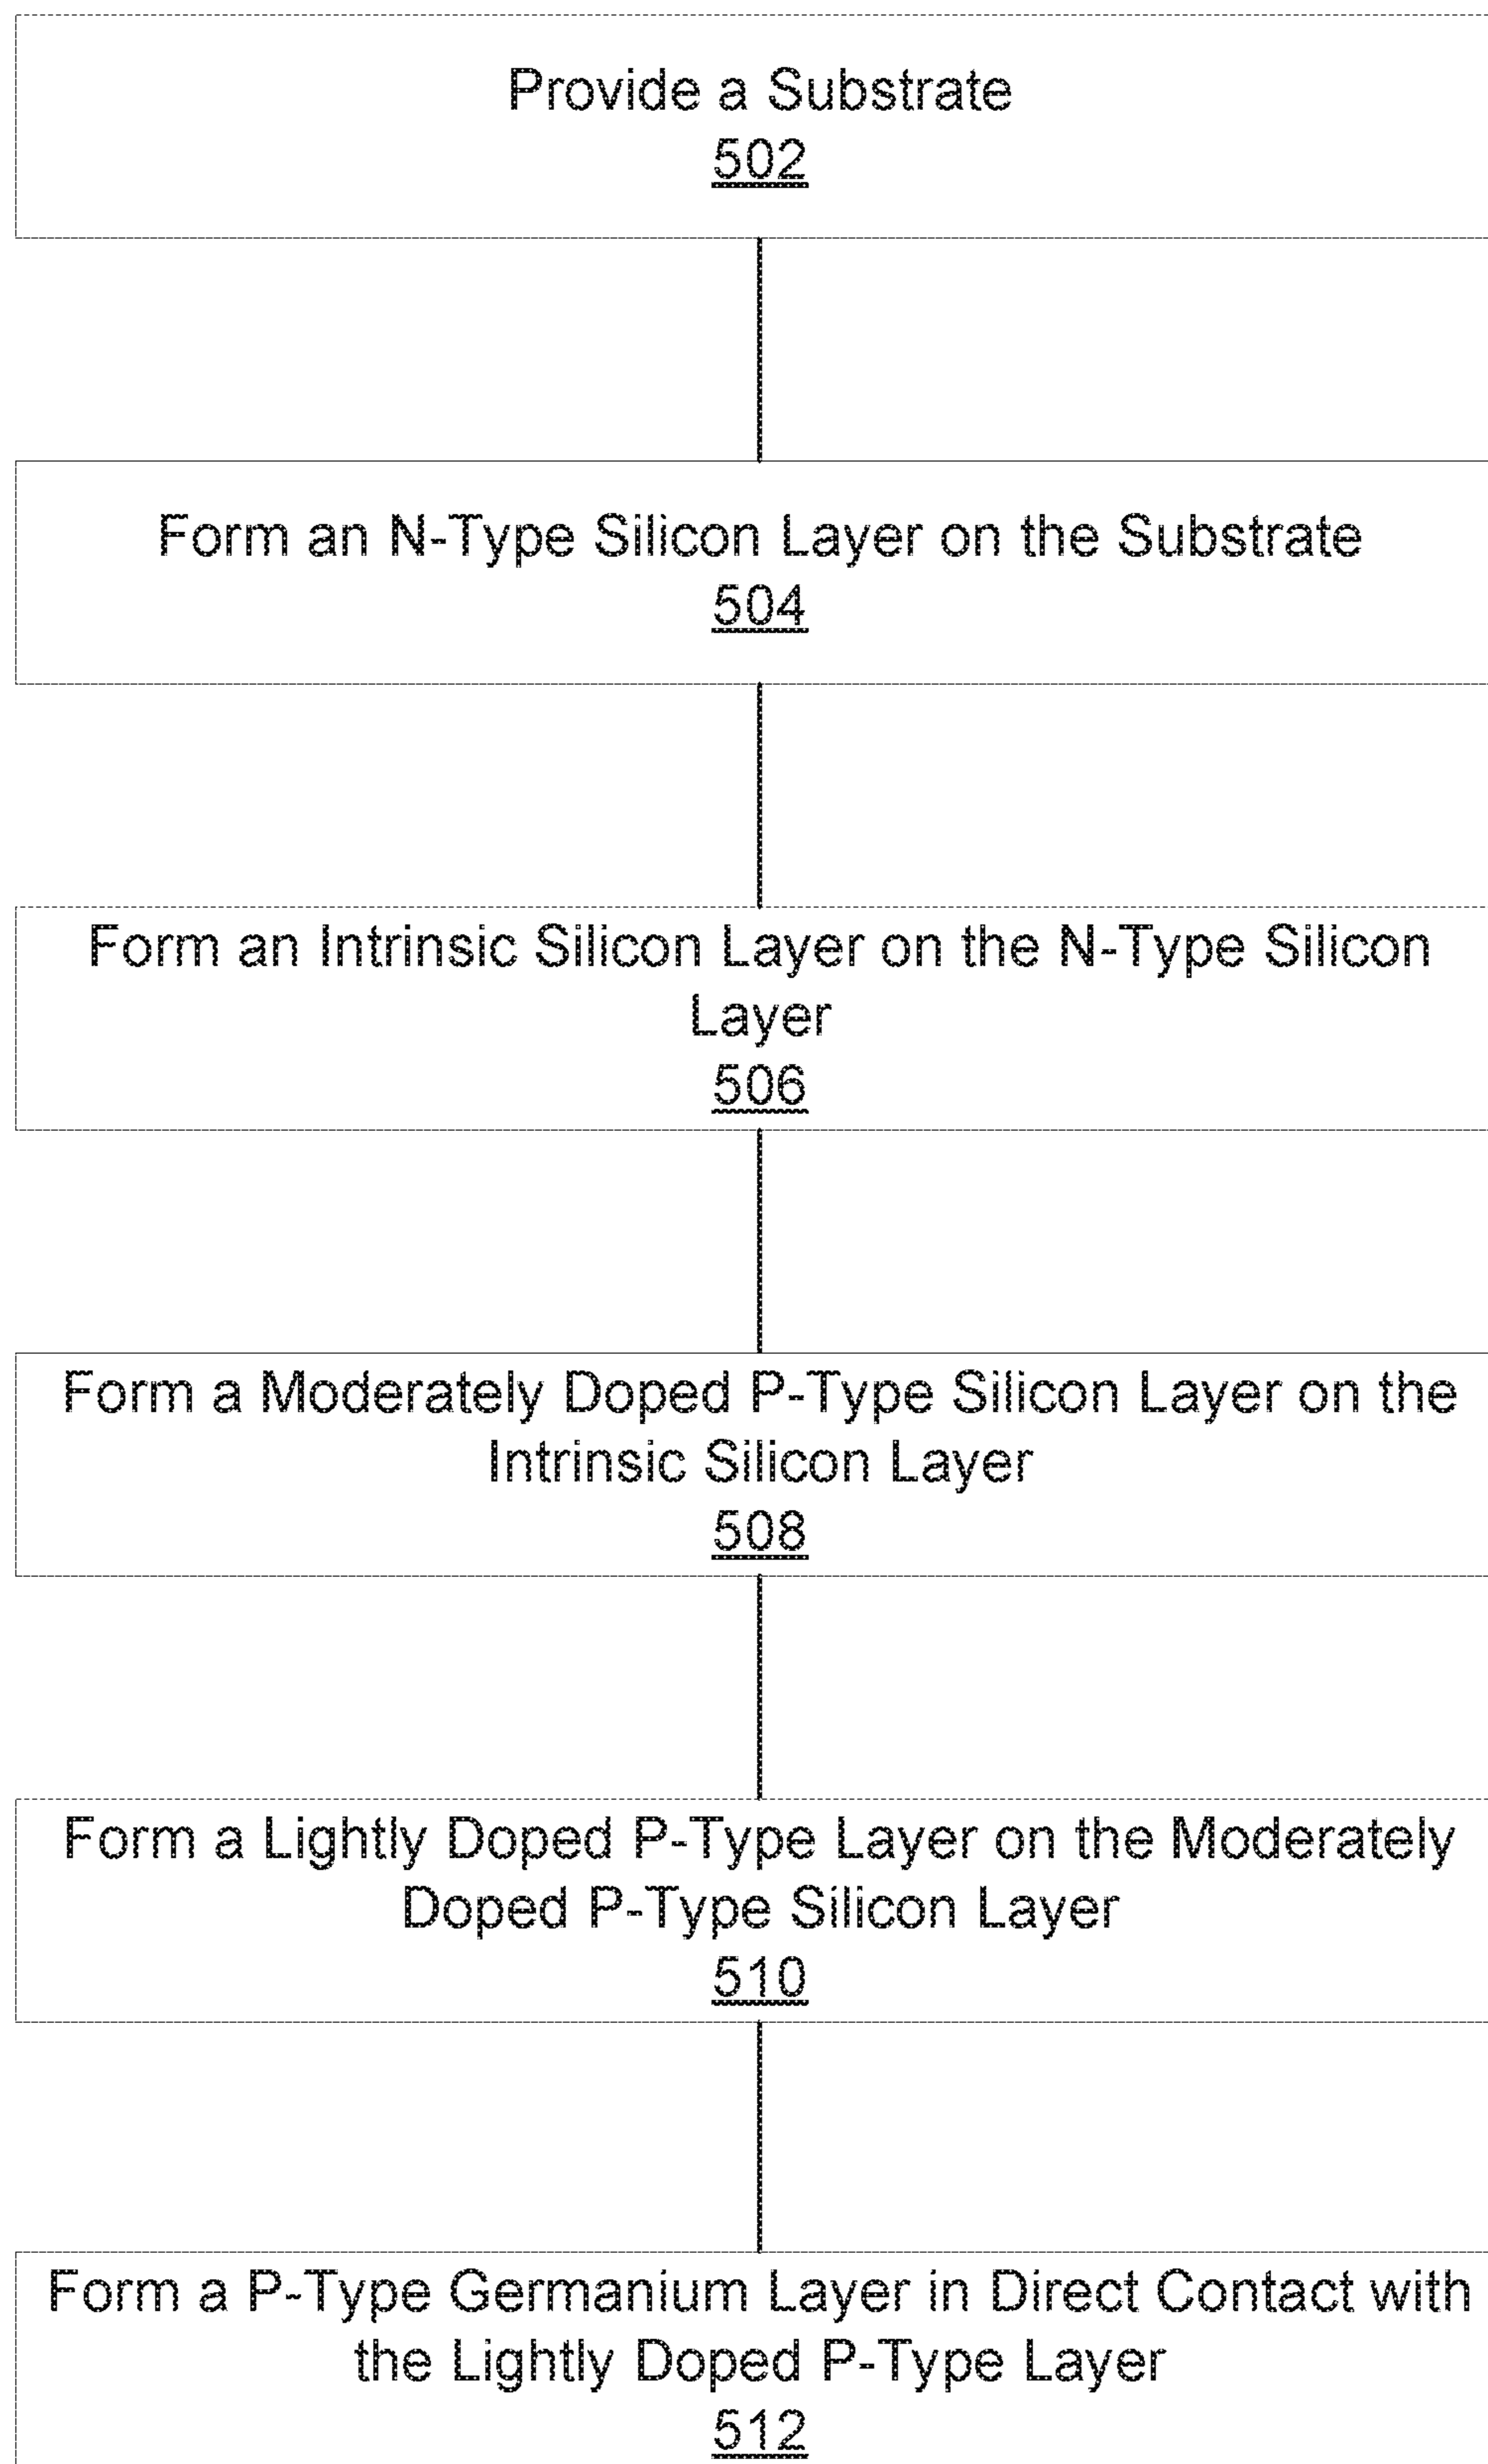 Provide a Substrate
502
Form an N-Type Silicon Layer on the Substrate
504
Form an Intrinsic Silicon Layer on the N-Type Silicon
Layer
506
Form a Moderately Doped P-Type Silicon Layer on the
Intrinsic Silicon Layer
508
Form a Lightly Doped P-Type Layer on the Moderately
Doped P-Type Silicon Layer
510
Form a P-Type Germanium Layer in Direct Contact with
the Lightly Doped P-Type Layer
512